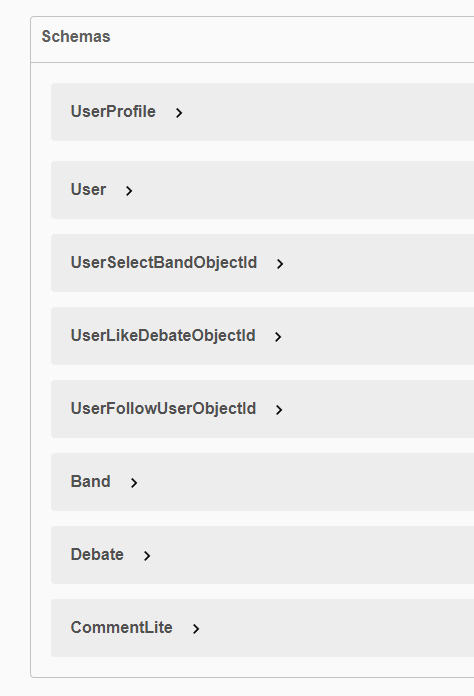 Schemas
UserProfile
User
UserSelectBandObjectId
UserLikeDebateObjectId
UserFollowUserObjectId
Band
Debate
CommentLite